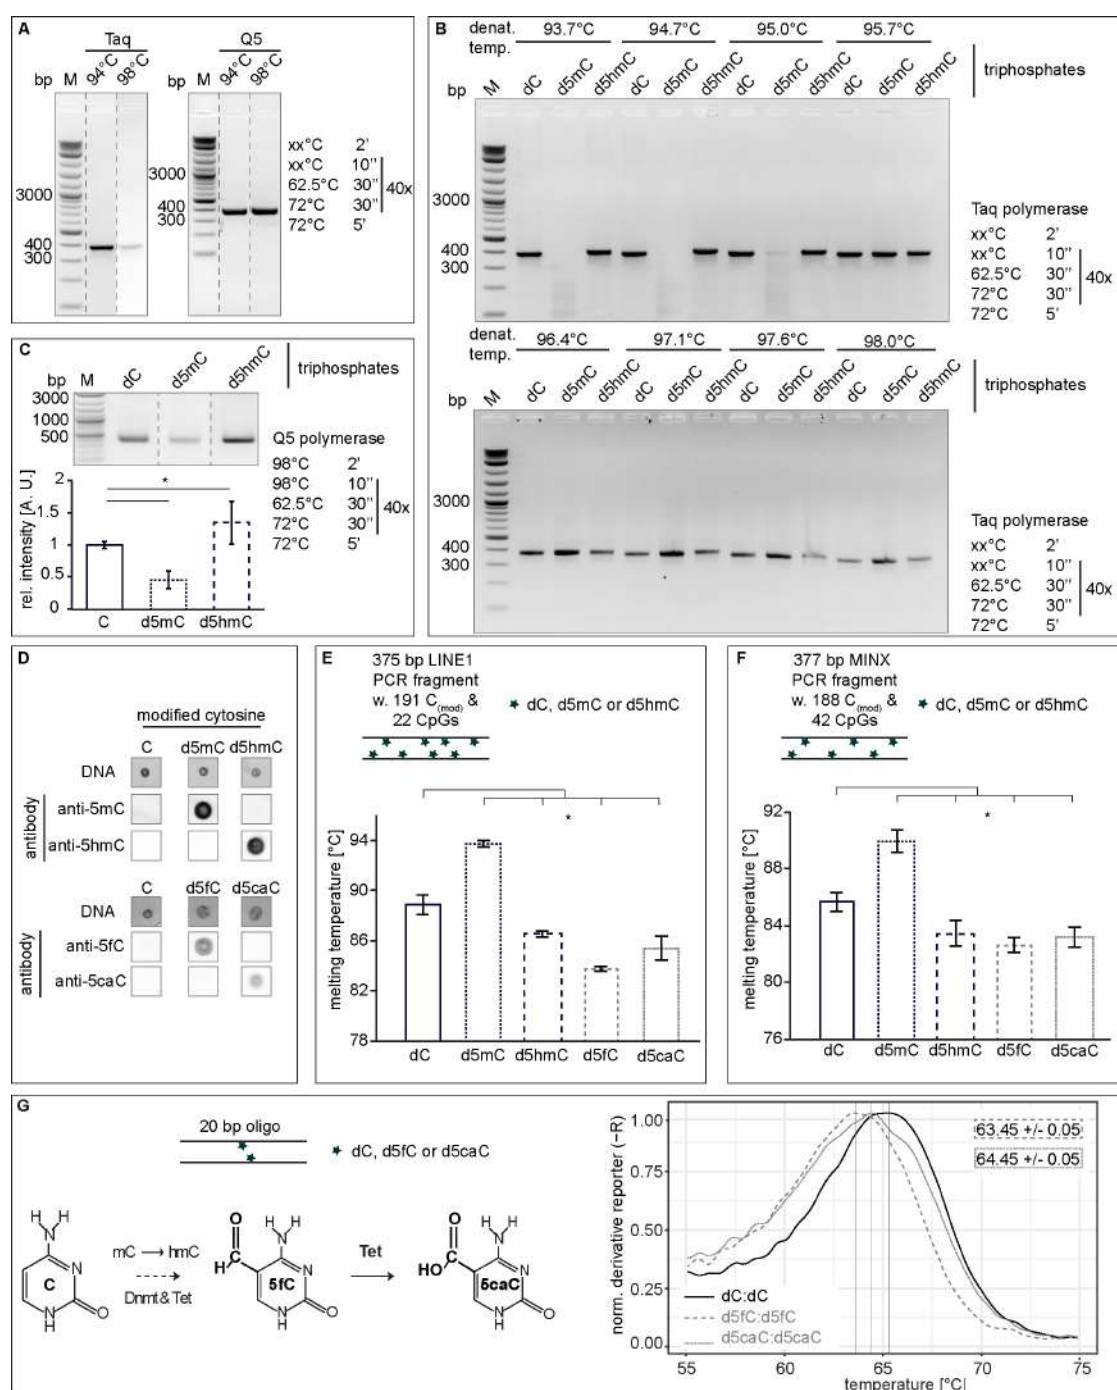 A
Taq
Q5
bp M 94°C 98°C
bp M 94°C 98°C
3000
400
300
3000
400
300
xx°C 2'
xx°C 10"
62.5°C 30"
72°C 30"
72°C 5'
40x
B
denat. temp.
93.7°C 94.7°C 95.0°C 95.7°C
bp M dC d5mC d5hmC dC d5mC d5hmC dC d5mC d5hmC dC d5mC d5hmC
triphosphates
3000
400
300
Taq polymerase
xx°C 2'
xx°C 10"
62.5°C 30"
72°C 30"
72°C 5'
40x
denat. temp.
96.4°C 97.1°C 97.6°C 98.0°C
bp M dC d5mC d5hmC dC d5mC d5hmC dC d5mC d5hmC dC d5mC d5hmC
triphosphates
3000
400
300
Taq polymerase
xx°C 2'
xx°C 10"
62.5°C 30"
72°C 30"
72°C 5'
40x
C
bp M dC d5mC d5hmC
triphosphates
3000
1000
500
Q5 polymerase
98°C 2'
98°C 10"
62.5°C 30"
72°C 30"
72°C 5'
40x
rel. intensity [A. U.]
2
1.5
1
0.5
0
*
C d5mC d5hmC
D
modified cytosine
C d5mC d5hmC
DNA
antibody
anti-5mC
anti-5hmC
C d5fC d5caC
DNA
antibody
anti-5fC
anti-5caC
E
375 bp LINE1
PCR fragment
w. 191 C(mod) &
22 CpGs
★ dC, d5mC or d5hmC
*
melting temperature [°C]
94
90
86
82
78
dC d5mC d5hmC d5fC d5caC
F
377 bp MINX
PCR fragment
w. 188 C(mod) &
42 CpGs
★ dC, d5mC or d5hmC
*
melting temperature [°C]
92
88
84
80
76
dC d5mC d5hmC d5fC d5caC
G
20 bp oligo
★ dC, d5fC or d5caC
H H
N
N
C
N
H
O
mC → hmC
Dnmt & Tet
O
H
C
H H
N
N
5fC
N
H
O
Tet
O
HO
C
H H
N
N
5caC
N
H
O
norm. derivative reporter (−R)
1.00
0.75
0.50
0.25
0.00
63.45 +/- 0.05
64.45 +/- 0.05
dC:dC
d5fC:d5fC
d5caC:d5caC
55 60 65 70 75
temperature [°C]